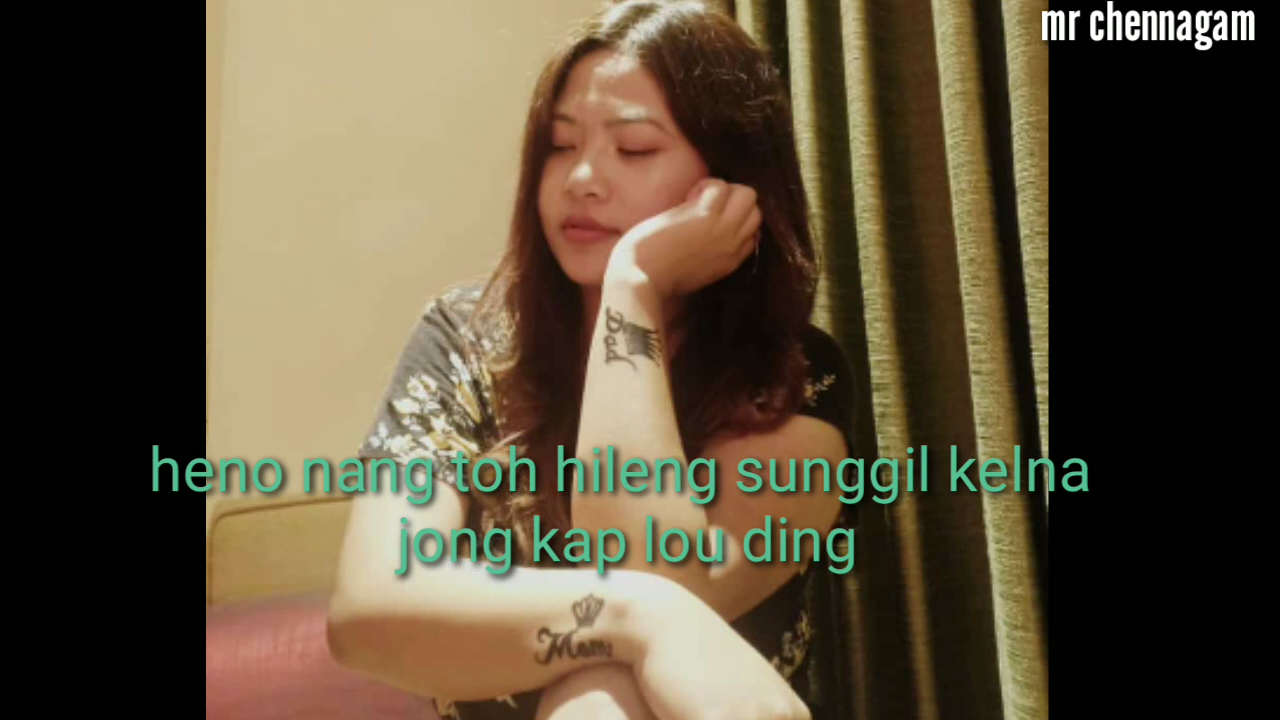 mr chennagam
Dad
heno nang toh hileng sunggil kelna
jong kap lou ding
Mom